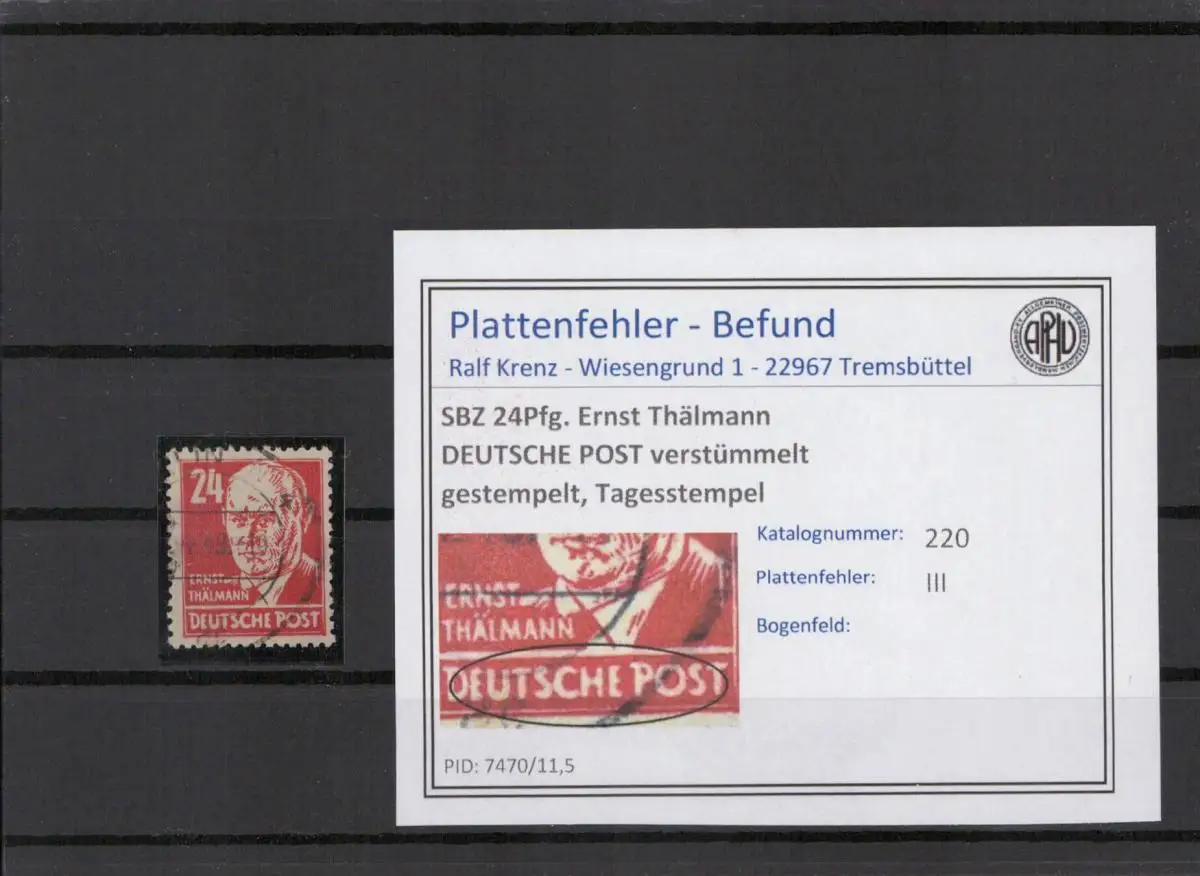 24
ERNST
THÄLMANN
DEUTSCHE POST
Plattenfehler - Befund
Ralf Krenz - Wiesengrund 1 - 22967 Tremsbüttel
APHV
SBZ 24Pfg. Ernst Thälmann
DEUTSCHE POST verstümmelt
gestempelt, Tagesstempel
ERNST
THÄLMANN
DEUTSCHE POST
Katalognummer: 220
Plattenfehler: III
Bogenfeld:
PID: 7470/11,5